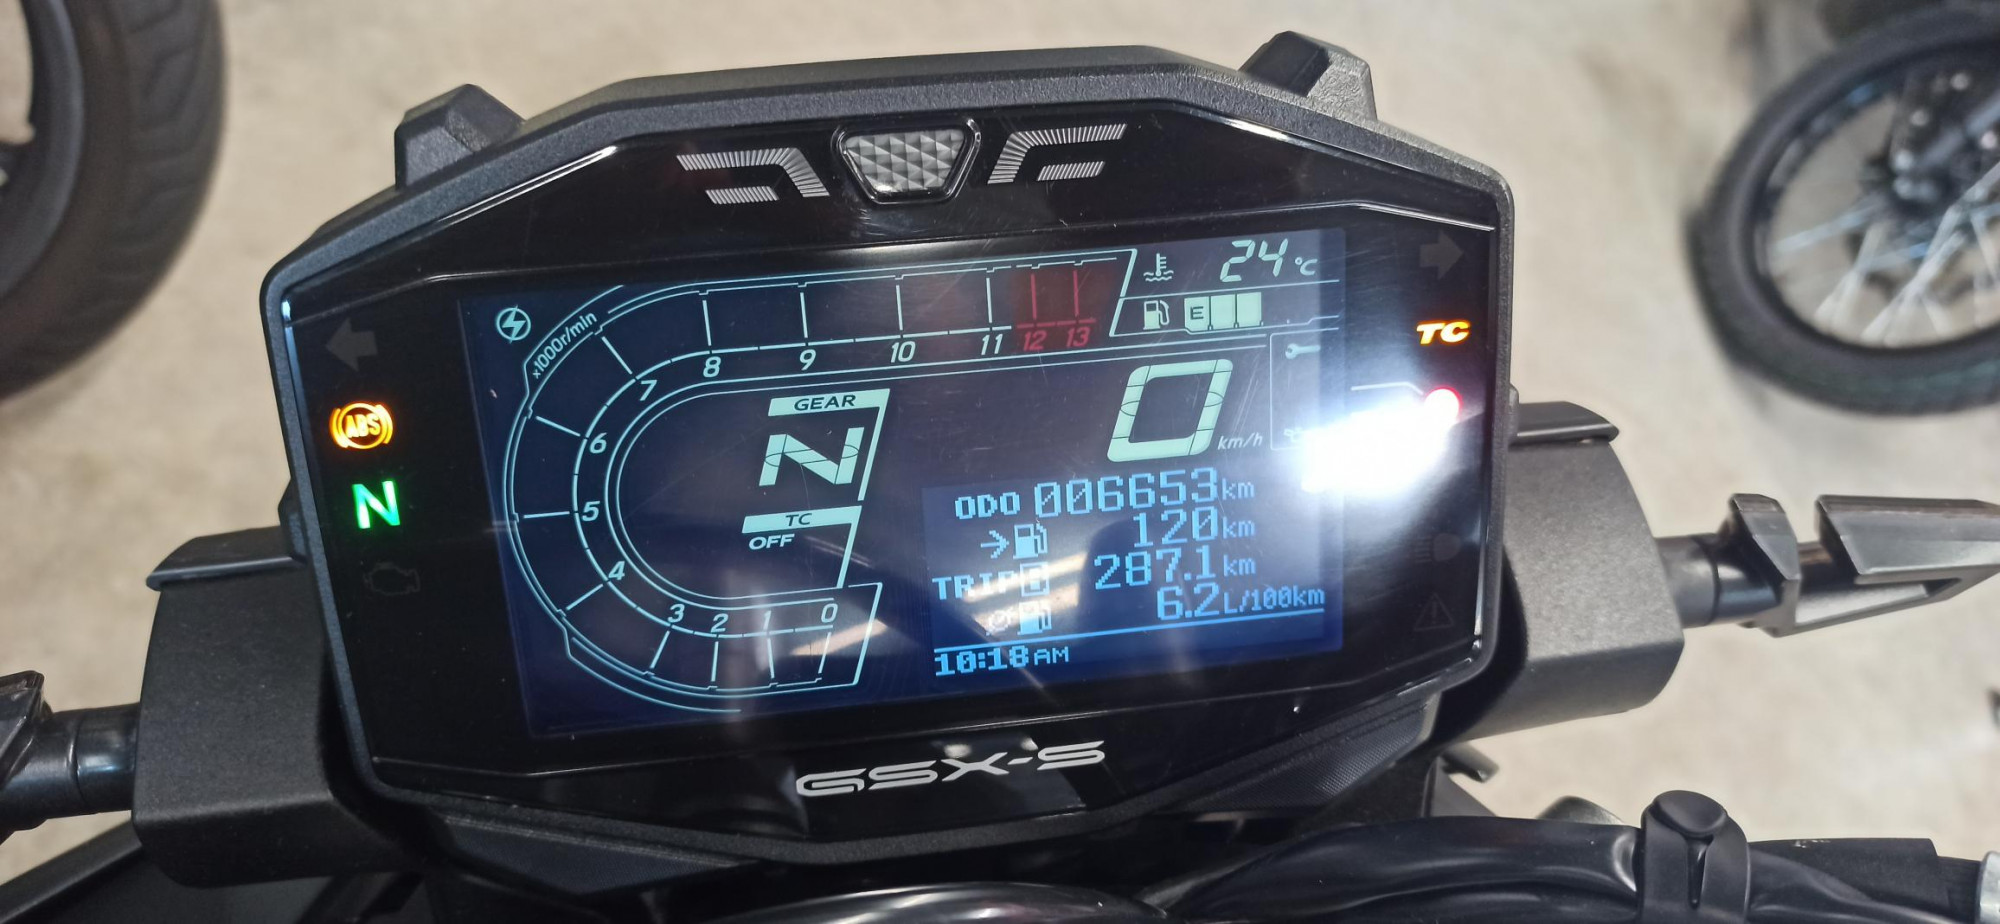 24 °C
x1000r/min
8 9 10 11 12 13
E
TC
7
GEAR
N
0 km/h
ABS
6
N
5
TC
OFF
ODO 006653km
120km
4
TRIP 287.1km
3 2 1 0
6.2L/100km
10:18AM
GSX-S